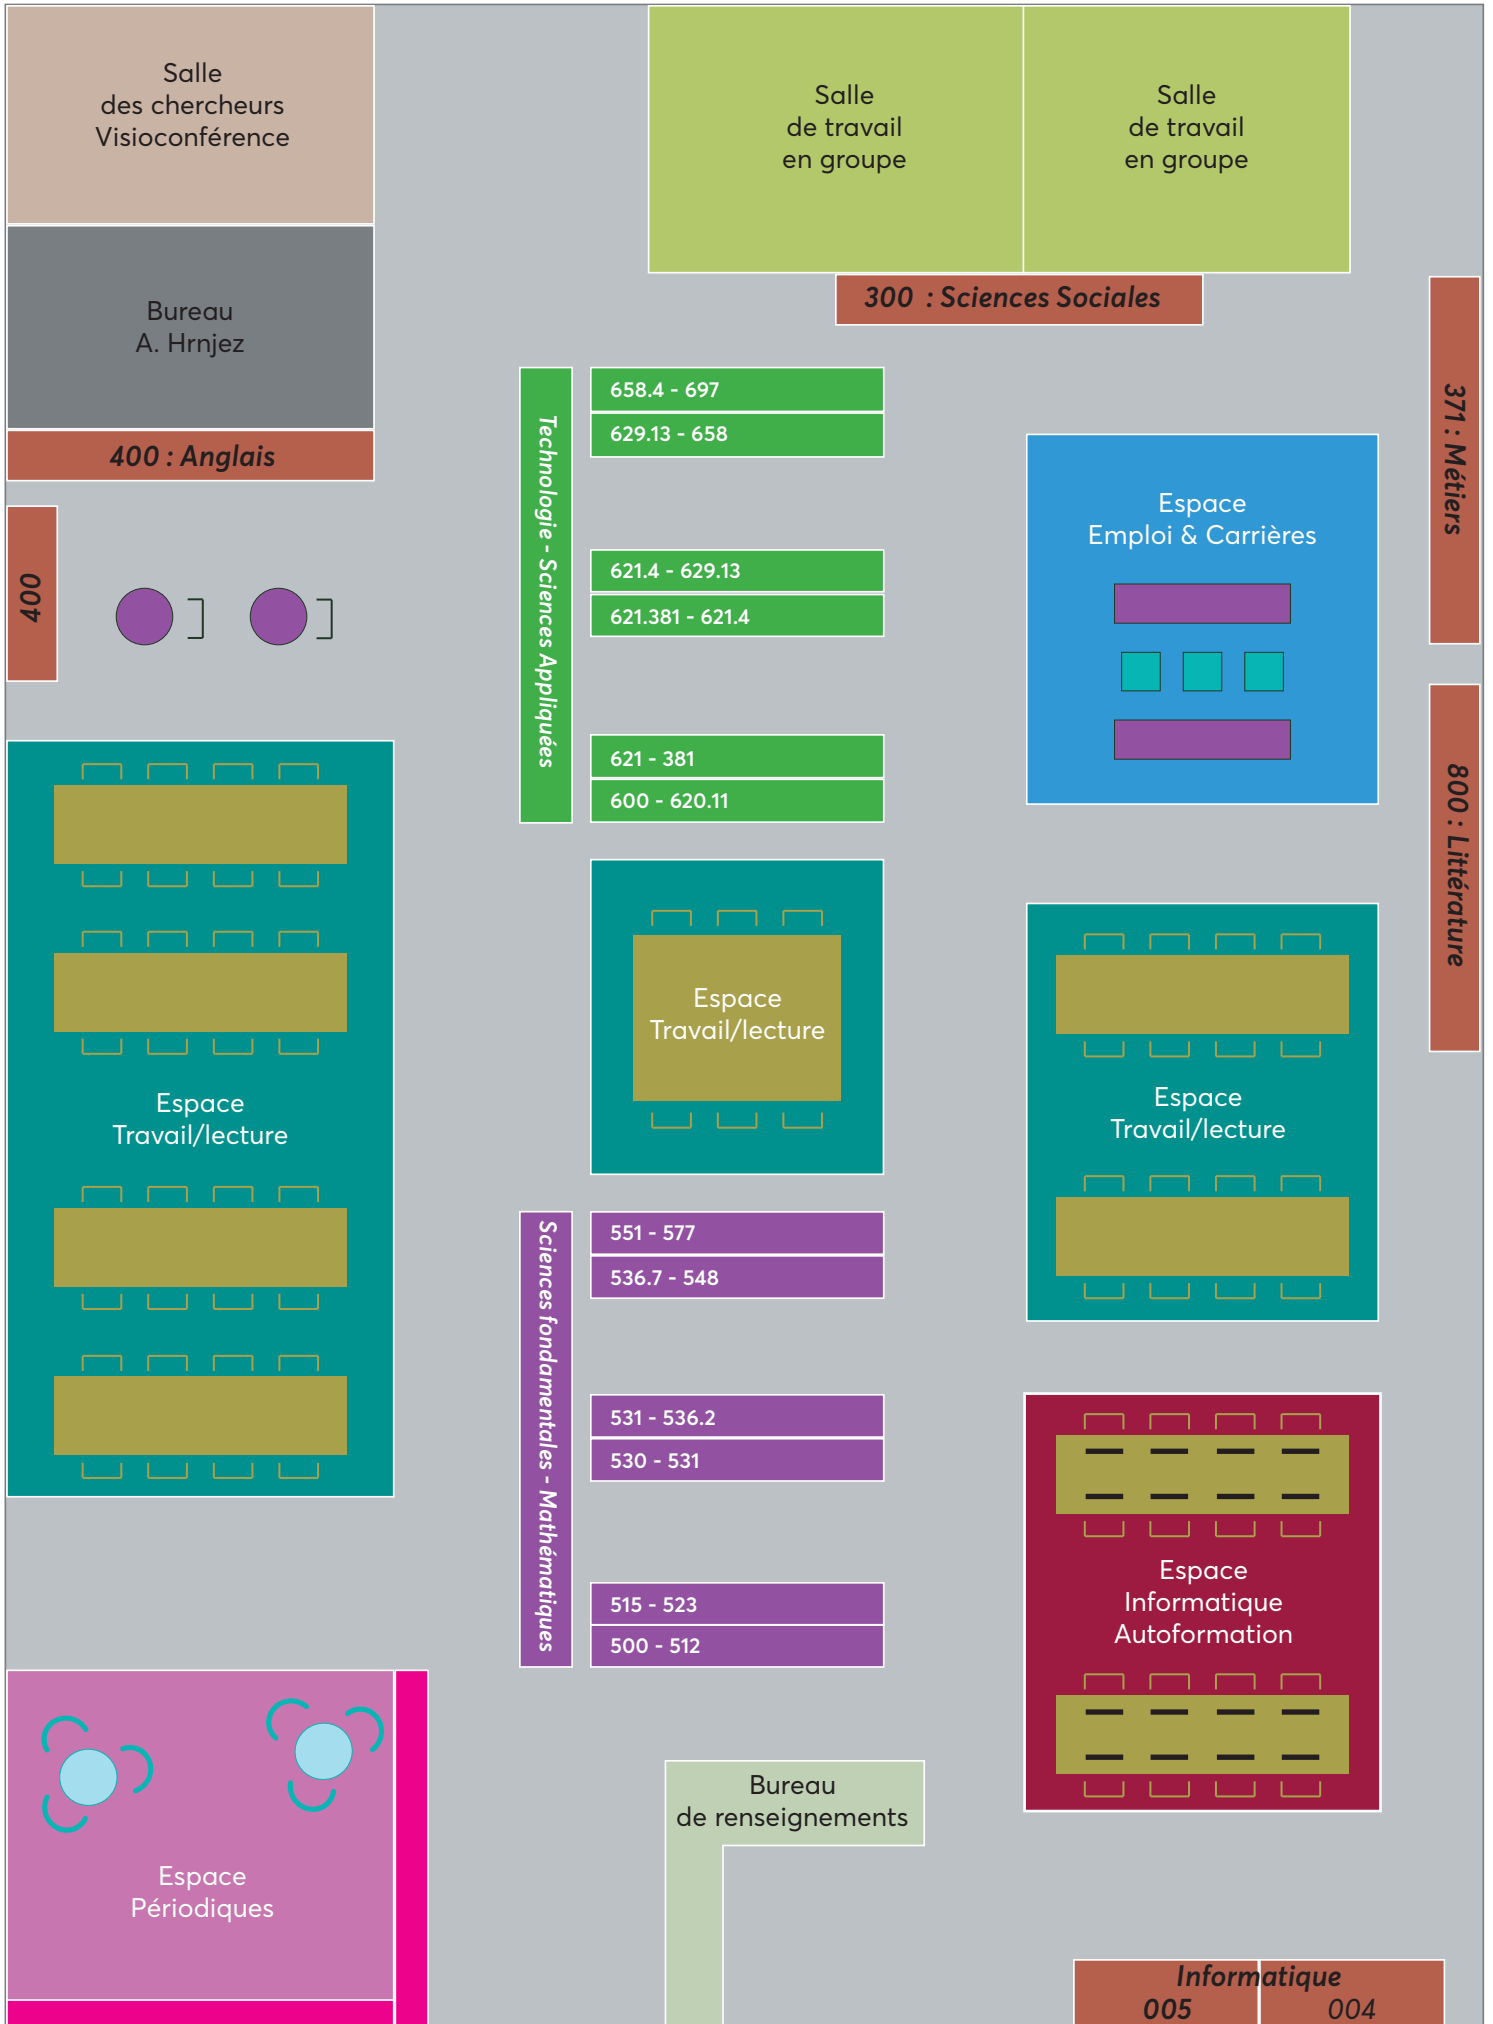 Salle
des chercheurs
Visioconférence
Salle
de travail
en groupe
Salle
de travail
en groupe
Bureau
A. Hrnjez
300 : Sciences Sociales
400 : Anglais
400
Technologie - Sciences Appliquées
658.4 - 697
629.13 - 658
621.4 - 629.13
621.381 - 621.4
621 - 381
600 - 620.11
371 : Métiers
Espace
Emploi & Carrières
800 : Littérature
Espace
Travail/lecture
Espace
Travail/lecture
Espace
Travail/lecture
Sciences fondamentales - Mathématiques
551 - 577
536.7 - 548
531 - 536.2
530 - 531
515 - 523
500 - 512
Espace
Informatique
Autoformation
Bureau
de renseignements
Espace
Périodiques
Informatique
005
004